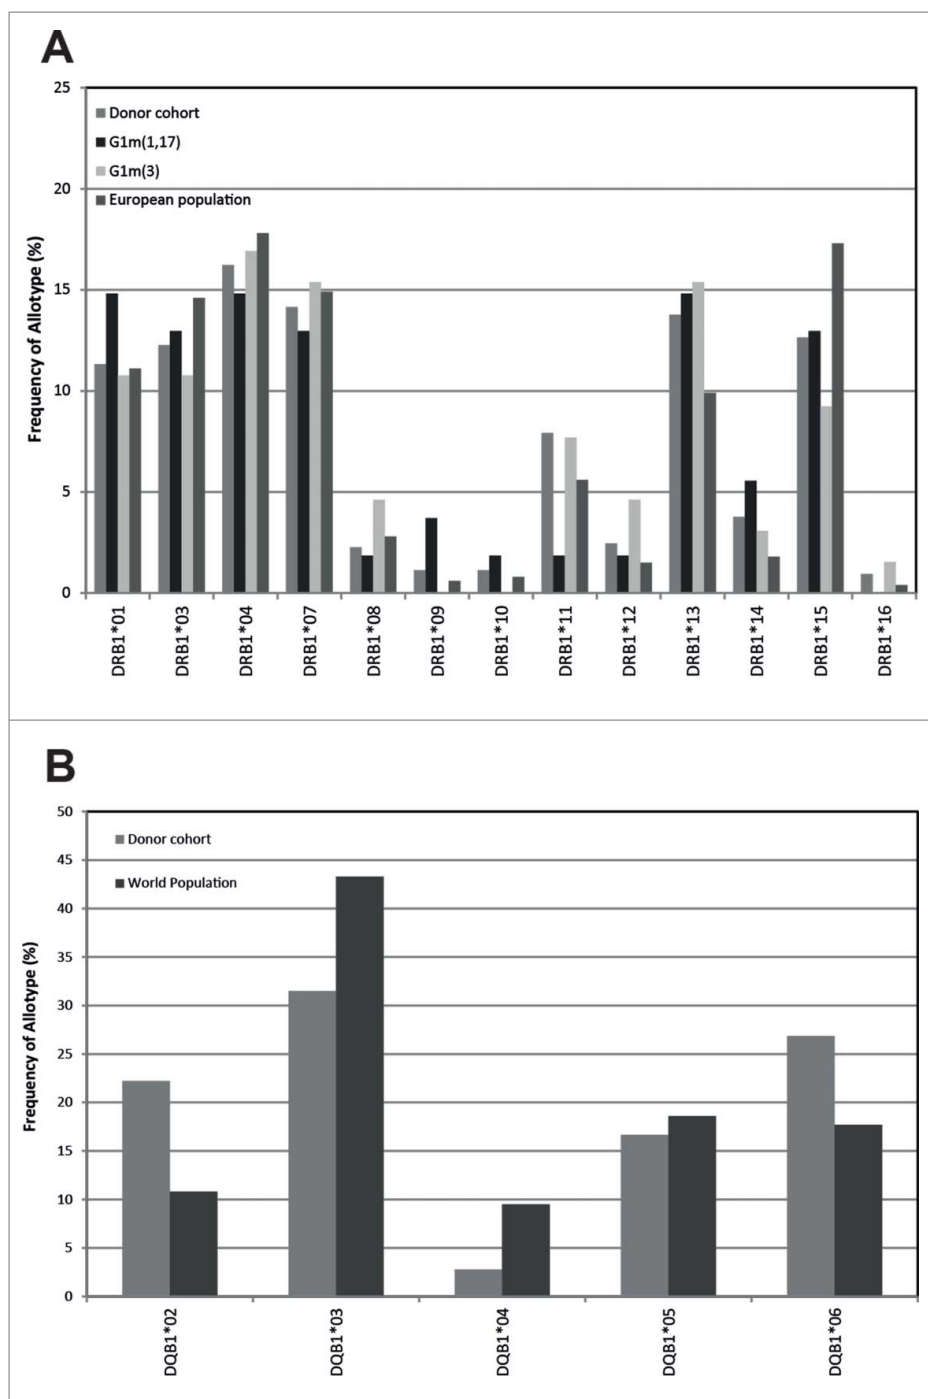 A
25
20
15
10
5
0
Frequency of Allotype (%)
Donor cohort
G1m(1,17)
G1m(3)
European population
DRB1*01
DRB1*03
DRB1*04
DRB1*07
DRB1*08
DRB1*09
DRB1*10
DRB1*11
DRB1*12
DRB1*13
DRB1*14
DRB1*15
DRB1*16
B
50
45
40
35
30
25
20
15
10
5
0
Frequency of Allotype (%)
Donor cohort
World Population
DQB1*02
DQB1*03
DQB1*04
DQB1*05
DQB1*06